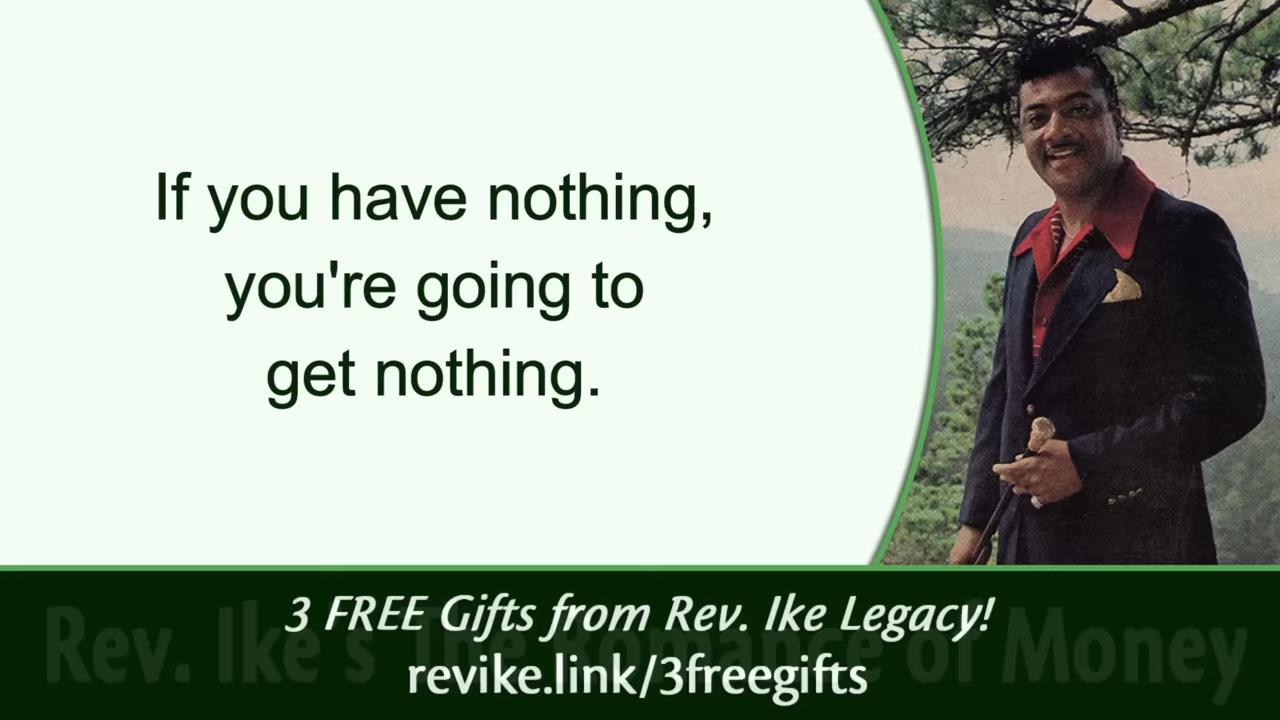 If you have nothing,
you're going to
get nothing.
3 FREE Gifts from Rev. Ike Legacy!
Rev. Ike's The Romance of Money
revike.link/3freegifts